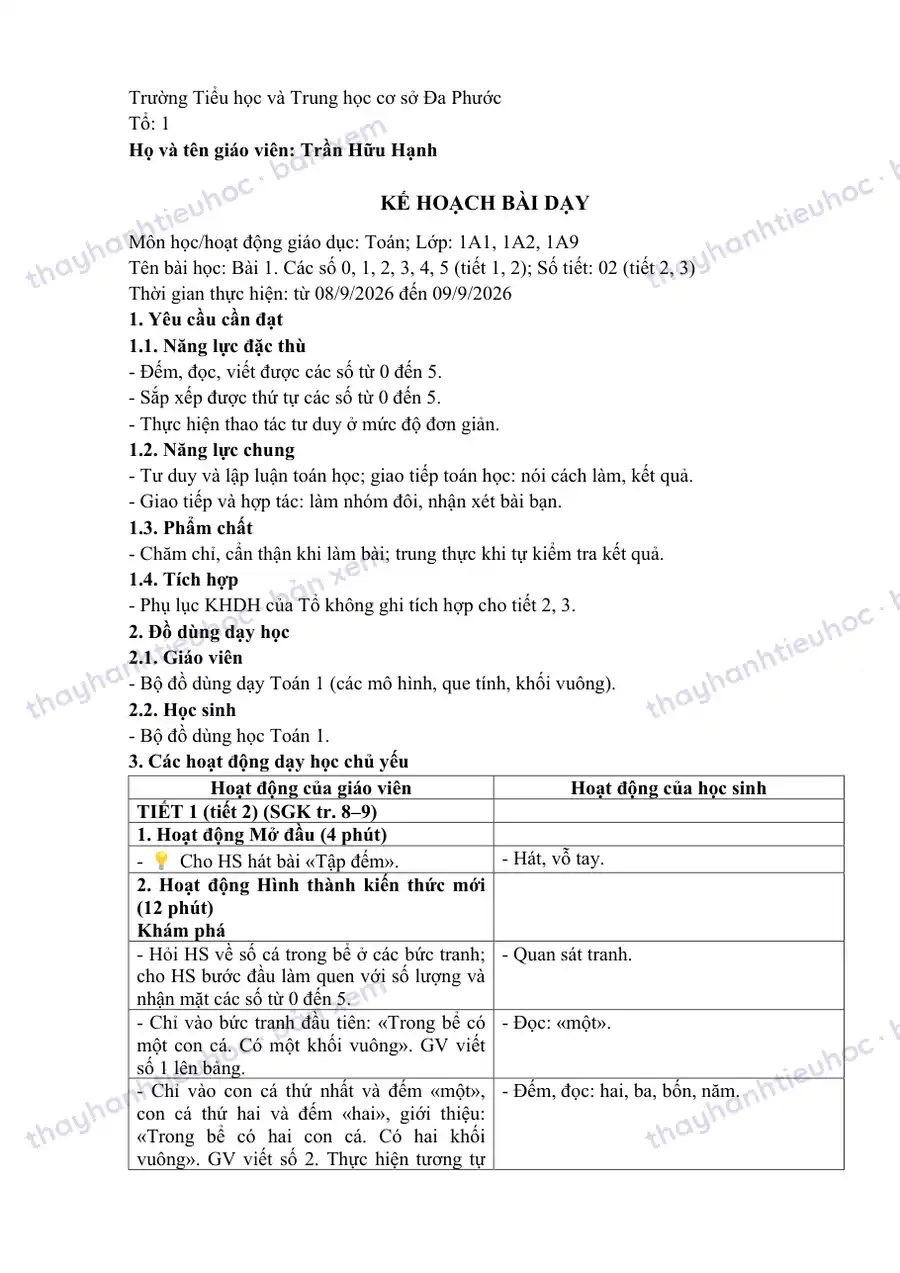 Trường Tiểu học và Trung học cơ sở Đa Phước
Tổ: 1
Họ và tên giáo viên: Trần Hữu Hạnh
KẾ HOẠCH BÀI DẠY
Môn học/hoạt động giáo dục: Toán; Lớp: 1A1, 1A2, 1A9
Tên bài học: Bài 1. Các số 0, 1, 2, 3, 4, 5 (tiết 1, 2); Số tiết: 02 (tiết 2, 3)
Thời gian thực hiện: từ 08/9/2026 đến 09/9/2026
1. Yêu cầu cần đạt
1.1. Năng lực đặc thù
- Đếm, đọc, viết được các số từ 0 đến 5.
- Sắp xếp được thứ tự các số từ 0 đến 5.
- Thực hiện thao tác tư duy ở mức độ đơn giản.
1.2. Năng lực chung
- Tư duy và lập luận toán học; giao tiếp toán học: nói cách làm, kết quả.
- Giao tiếp và hợp tác: làm nhóm đôi, nhận xét bài bạn.
1.3. Phẩm chất
- Chăm chỉ, cẩn thận khi làm bài; trung thực khi tự kiểm tra kết quả.
1.4. Tích hợp
- Phụ lục KHDH của Tổ không ghi tích hợp cho tiết 2, 3.
2. Đồ dùng dạy học
2.1. Giáo viên
- Bộ đồ dùng dạy Toán 1 (các mô hình, que tính, khối vuông).
2.2. Học sinh
- Bộ đồ dùng học Toán 1.
3. Các hoạt động dạy học chủ yếu
Hoạt động của giáo viên
Hoạt động của học sinh
TIẾT 1 (tiết 2) (SGK tr. 8–9)
1. Hoạt động Mở đầu (4 phút)
- 💡 Cho HS hát bài «Tập đếm».
- Hát, vỗ tay.
2. Hoạt động Hình thành kiến thức mới
(12 phút)
Khám phá
- Hỏi HS về số cá trong bể ở các bức tranh;
cho HS bước đầu làm quen với số lượng và
nhận mặt các số từ 0 đến 5.
- Quan sát tranh.
- Chỉ vào bức tranh đầu tiên: «Trong bể có
một con cá. Có một khối vuông». GV viết
số 1 lên bảng.
- Đọc: «một».
- Chỉ vào con cá thứ nhất và đếm «một»,
con cá thứ hai và đếm «hai», giới thiệu:
«Trong bể có hai con cá. Có hai khối
vuông». GV viết số 2. Thực hiện tương tự
- Đếm, đọc: hai, ba, bốn, năm.
thayhanhtieuhoc · bản xem
thayhanhtieuhoc · b
thayhanhtieuhoc · bản xem
thayhanhtieuhoc · b
thayhanhtieuhoc · bản xem
thayhanhtieuhoc · b